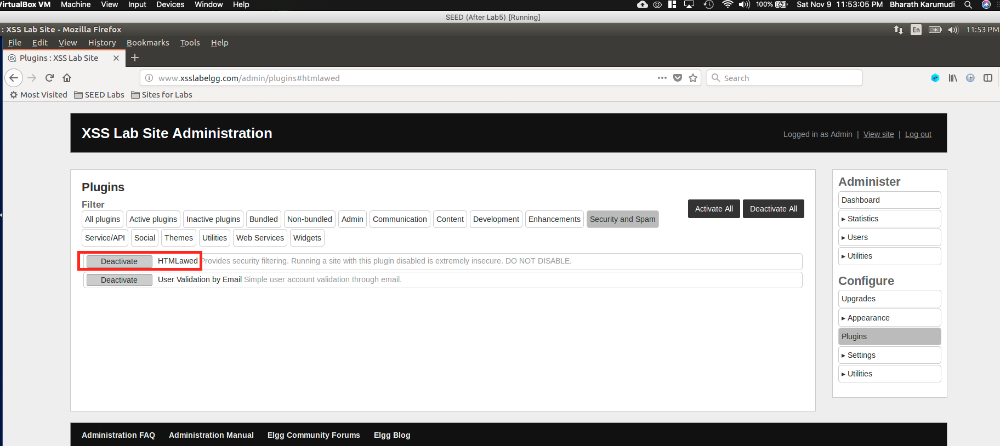 VirtualBox VM Machine View Input Devices Window Help 100% Sat Nov 9 11:53:05 PM Bharath Karumudi
SEED (After Lab5) [Running]
: XSS Lab Site - Mozilla Firefox En 11:53 PM
File Edit View History Bookmarks Tools Help
Plugins : XSS Lab Site
www.xsslabelgg.com/admin/plugins#htmlawed Search
Most Visited SEED Labs Sites for Labs
XSS Lab Site Administration
Logged in as Admin | View site | Log out
Plugins
Filter
Activate All Deactivate All
All plugins Active plugins Inactive plugins Bundled Non-bundled Admin Communication Content Development Enhancements Security and Spam
Service/API Social Themes Utilities Web Services Widgets
Deactivate HTMLawed Provides security filtering. Running a site with this plugin disabled is extremely insecure. DO NOT DISABLE.
Deactivate User Validation by Email Simple user account validation through email.
Administer
Dashboard
▸ Statistics
▸ Users
▸ Utilities
Configure
Upgrades
▸ Appearance
Plugins
▸ Settings
▸ Utilities
Administration FAQ Administration Manual Elgg Community Forums Elgg Blog